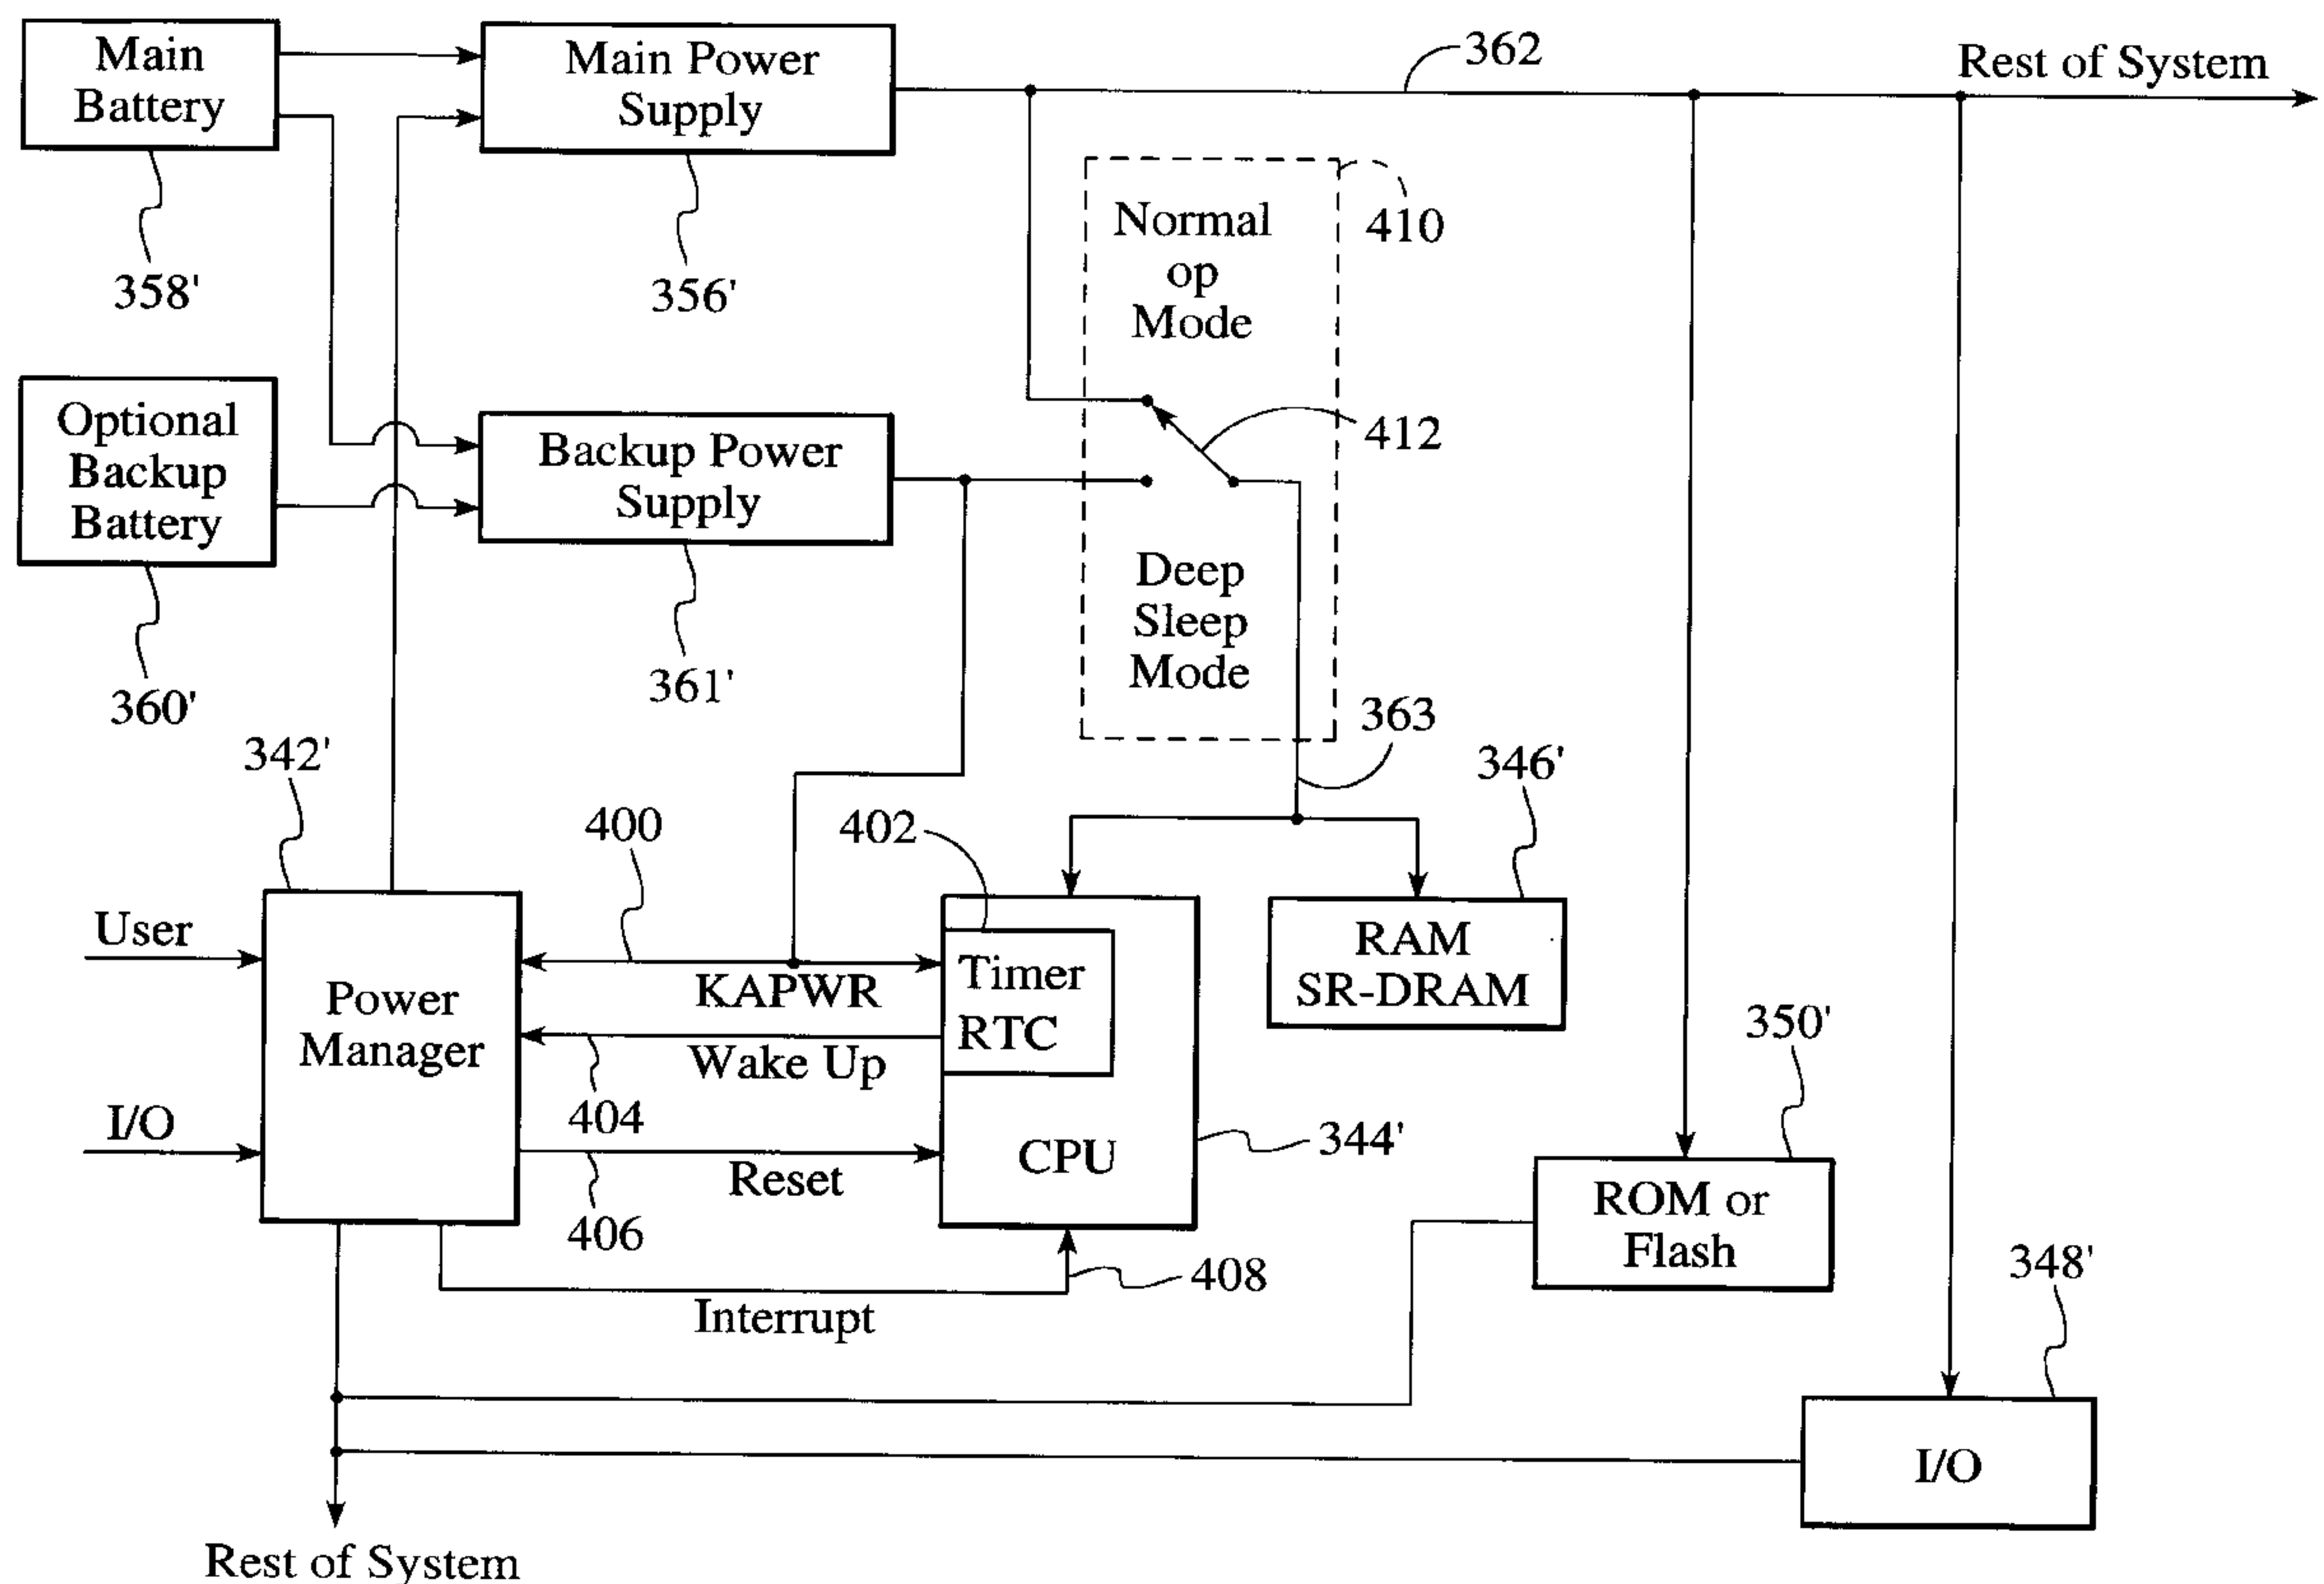 Main
Battery
Main Power
Supply
362
Rest of System
358'
356'
Normal
op
Mode
410
Optional
Backup
Battery
Backup Power
Supply
412
360'
361'
Deep
Sleep
Mode
363
342'
400
402
346'
User
Power
Manager
I/O
KAPWR
Timer
RTC
Wake Up
404
Reset
406
CPU
344'
RAM
SR-DRAM
350'
ROM or
Flash
408
Interrupt
348'
I/O
Rest of System